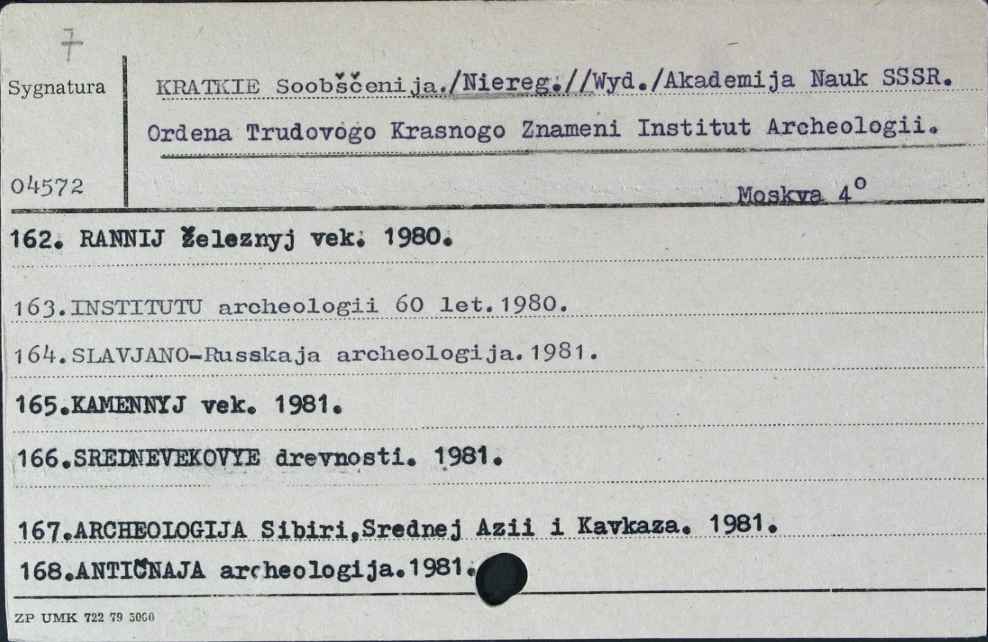 7
Sygnatura
KRATKIE Soobščenija./Niereg.//Wyd./Akademija Nauk SSSR.
Ordena Trudovogo Krasnogo Znameni Institut Archeologii.
04572
Moskva 4°
162. RANNIJ železnyj vek. 1980.
163.INSTITUTU archeologii 60 let.1980.
164.SLAVJANO-Russkaja archeologija.1981.
165.KAMENNYJ vek. 1981.
166.SREDNEVEKOVYE drevnosti. 1981.
167.ARCHEOLOGIJA Sibiri,Srednej Azii i Kavkaza. 1981.
168.ANTIČNAJA archeologija.1981.
ZP UMK 722 79 5000